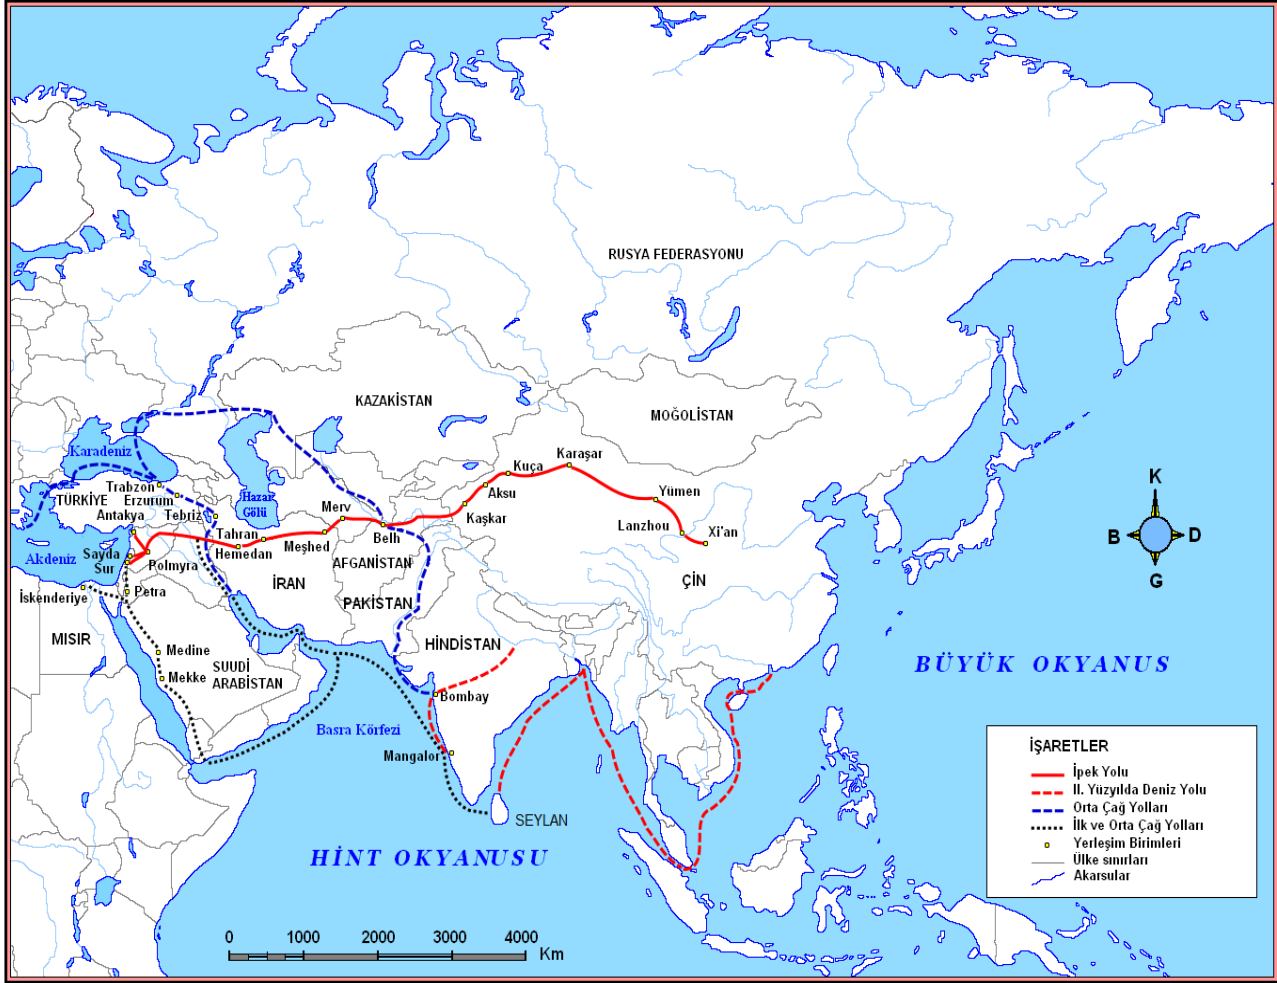 RUSYA FEDERASYONU
KAZAKİSTAN
MOĞOLİSTAN
Karadeniz
Karaşar
Kuça
Trabzon
TÜRKİYE
Erzurum
Hazar
Gölü
Aksu
Yümen
Antakya
Tebriz
Merv
Kaşkar
Lanzhou
Xi'an
Tahran
Belh
Akdeniz
Sayda
Sur
Polmyra
Hemedan
Meşhed
AFGANİSTAN
İRAN
ÇİN
İskenderiye
Petra
PAKİSTAN
MISIR
Medine
HİNDİSTAN
SUUDİ
ARABİSTAN
Mekke
Bombay
Basra Körfezi
Mangalor
SEYLAN
HİNT OKYANUSU
BÜYÜK OKYANUS
K
B
D
G
İŞARETLER
İpek Yolu
II. Yüzyılda Deniz Yolu
Orta Çağ Yolları
İlk ve Orta Çağ Yolları
Yerleşim Birimleri
Ülke sınırları
Akarsular
0 1000 2000 3000 4000
Km